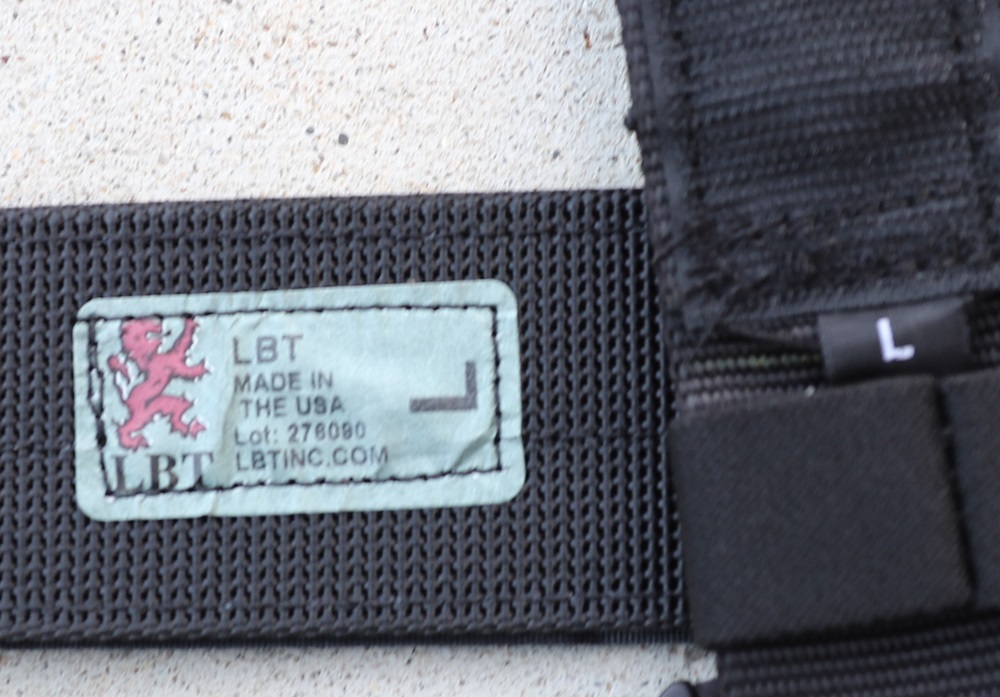 LBT
LBT
MADE IN
THE USA
Lot: 276090
LBTINC.COM
L
L